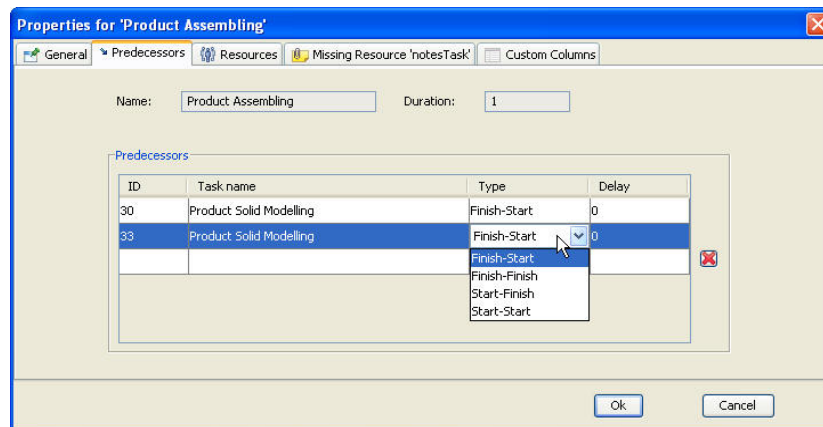 Properties for 'Product Assembling'
General Predecessors Resources Missing Resource 'notesTask' Custom Columns
Name: Product Assembling Duration: 1
Predecessors
ID Task name Type Delay
30 Product Solid Modelling Finish-Start 0
33 Product Solid Modelling Finish-Start 0
Finish-Start
Finish-Finish
Start-Finish
Start-Start
Ok Cancel